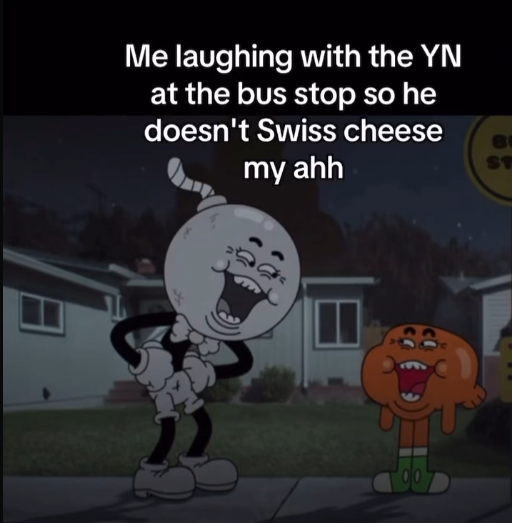 Me laughing with the YN
at the bus stop so he
doesn't Swiss cheese
my ahh